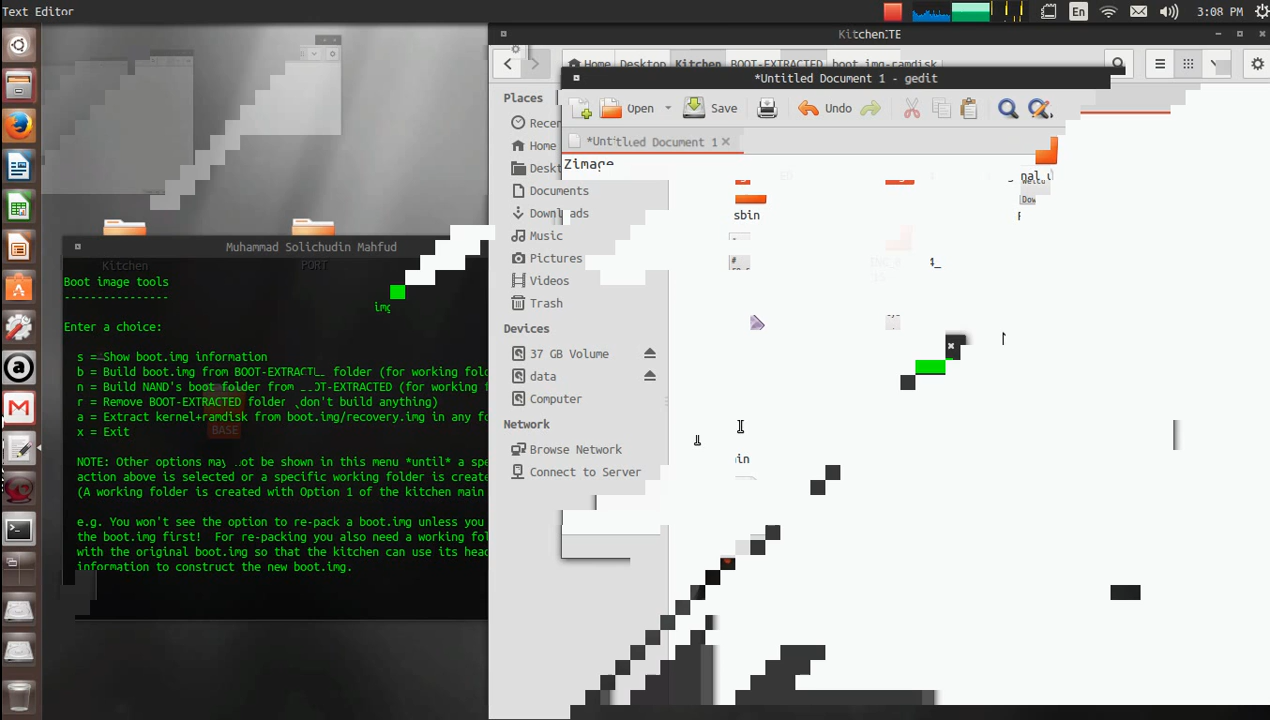 Text Editor
En
3:08 PM
Home Desktop Kitchen BOOT-EXTRACTED boot.img-ramdisk
*Untitled Document 1 - gedit
Open Save Undo
*Untitled Document 1
Zimage
Places
Home
Documents
Downloads
Music
Pictures
Videos
Trash
Devices
37 GB Volume
data
Computer
Network
Browse Network
Connect to Server
sbin
Kitchen
PORT
BASE
Muhammad Solichudin Mahfud
Boot image tools
----------------
img
Enter a choice:
s = Show boot.img information
b = Build boot.img from folder (for working
n = Build NAND's boot folder from (for working
r = Remove BOOT-EXTRACTED folder don't build anything)
a = Extract kernel+ramdisk from boot.img/recovery.img in any
x = Exit
NOTE: Other options may be shown in this menu *until* a
action above is selected or a specific working folder is
(A working folder is created with Option 1 of the kitchen main
e.g. You won't see the option to re-pack a boot.img unless you
the boot.img first! For re-packing you also need a working
with the original boot.img so that the kitchen can use its
information to construct the new boot.img.